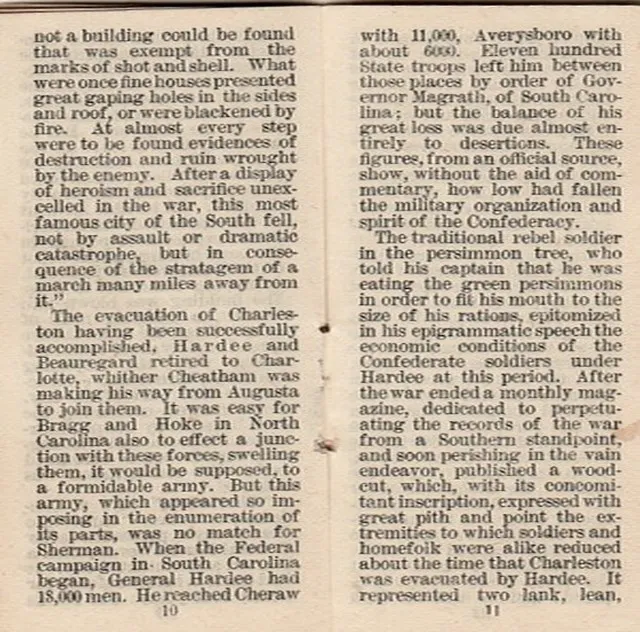 not a building could be found
that was exempt from the
marks of shot and shell. What
were once fine houses presented
great gaping holes in the sides
and roof, or were blackened by
fire. At almost every step
were to be found evidences of
destruction and ruin wrought
by the enemy. After a display
of heroism and sacrifice unex-
celled in the war, this most
famous city of the South fell,
not by assault or dramatic
catastrophe, but in conse-
quence of the stratagem of a
march many miles away from
it."
The evacuation of Charles-
ton having been successfully
accomplished, Hardee and
Beauregard retired to Char-
lotte, whither Cheatham was
making his way from Augusta
to join them. It was easy for
Bragg and Hoke in North
Carolina also to effect a junc-
tion with these forces, swelling
them, it would be supposed, to
a formidable army. But this
army, which appeared so im-
posing in the enumeration of
its parts, was no match for
Sherman. When the Federal
campaign in South Carolina
began, General Hardee had
18,000 men. He reached Cheraw
10
with 11,000, Averysboro with
about 6000. Eleven hundred
State troops left him between
those places by order of Gov-
ernor Magrath, of South Caro-
lina; but the balance of his
great loss was due almost en-
tirely to desertions. These
figures, from an official source,
show, without the aid of com-
mentary, how low had fallen
the military organization and
spirit of the Confederacy.
The traditional rebel soldier
in the persimmon tree, who
told his captain that he was
eating the green persimmons
in order to fit his mouth to the
size of his rations, epitomized
in his epigrammatic speech the
economic conditions of the
Confederate soldiers under
Hardee at this period. After
the war ended a monthly mag-
azine, dedicated to perpetu-
ating the records of the war
from a Southern standpoint,
and soon perishing in the vain
endeavor, published a wood-
cut, which, with its concomi-
tant inscription, expressed with
great pith and point the ex-
tremities to which soldiers and
homefolk were alike reduced
about the time that Charleston
was evacuated by Hardee. It
represented two lank, lean,
11